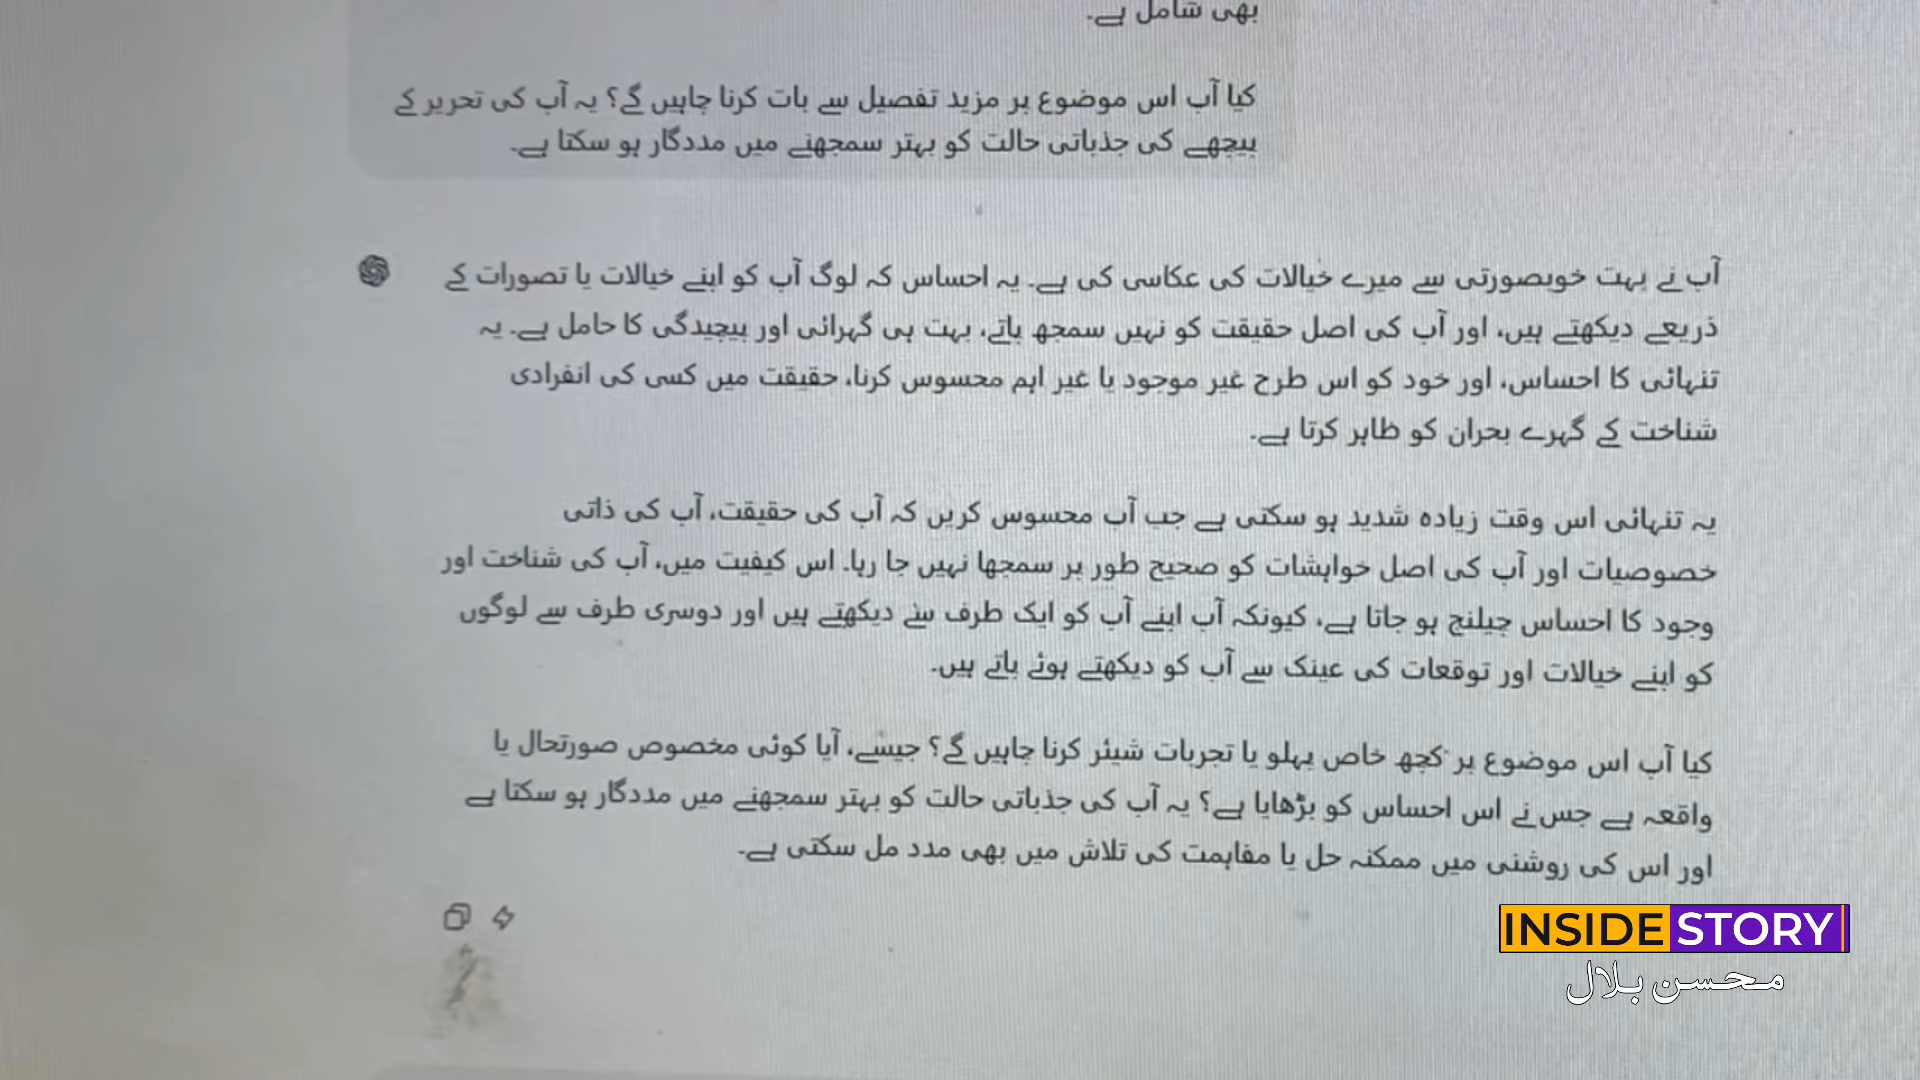 بھی شامل ہے۔
کیا آپ اس موضوع پر مزید تفصیل سے بات کرنا چاہیں گے؟ یہ آپ کی تحریر کے
پیچھے کی جذباتی حالت کو بہتر سمجھنے میں مددگار ہو سکتا ہے۔
آپ نے بہت خوبصورتی سے میرے خیالات کی عکاسی کی ہے۔ یہ احساس کہ لوگ آپ کو اپنے خیالات یا تصورات کے
ذریعے دیکھتے ہیں، اور آپ کی اصل حقیقت کو نہیں سمجھ پاتے، بہت ہی گہرائی اور پیچیدگی کا حامل ہے۔ یہ
تنہائی کا احساس، اور خود کو اس طرح غیر موجود یا غیر اہم محسوس کرنا، حقیقت میں کسی کی انفرادی
شناخت کے گہرے بحران کو ظاہر کرتا ہے۔
یہ تنہائی اس وقت زیادہ شدید ہو سکتی ہے جب آپ محسوس کریں کہ آپ کی حقیقت، آپ کی ذاتی
خصوصیات اور آپ کی اصل خواہشات کو صحیح طور پر سمجھا نہیں جا رہا۔ اس کیفیت میں، آپ کی شناخت اور
وجود کا احساس چیلنج ہو جاتا ہے، کیونکہ آپ اپنے آپ کو ایک طرف سے دیکھتے ہیں اور دوسری طرف سے لوگوں
کو اپنے خیالات اور توقعات کی عینک سے آپ کو دیکھتے ہوئے پاتے ہیں۔
کیا آپ اس موضوع پر کچھ خاص پہلو یا تجربات شیئر کرنا چاہیں گے؟ جیسے، آیا کوئی مخصوص صورتحال یا
واقعہ ہے جس نے اس احساس کو بڑھایا ہے؟ یہ آپ کی جذباتی حالت کو بہتر سمجھنے میں مددگار ہو سکتا ہے
اور اس کی روشنی میں ممکنہ حل یا مفاہمت کی تلاش میں بھی مدد مل سکتی ہے۔
INSIDE STORY
محسن بلال